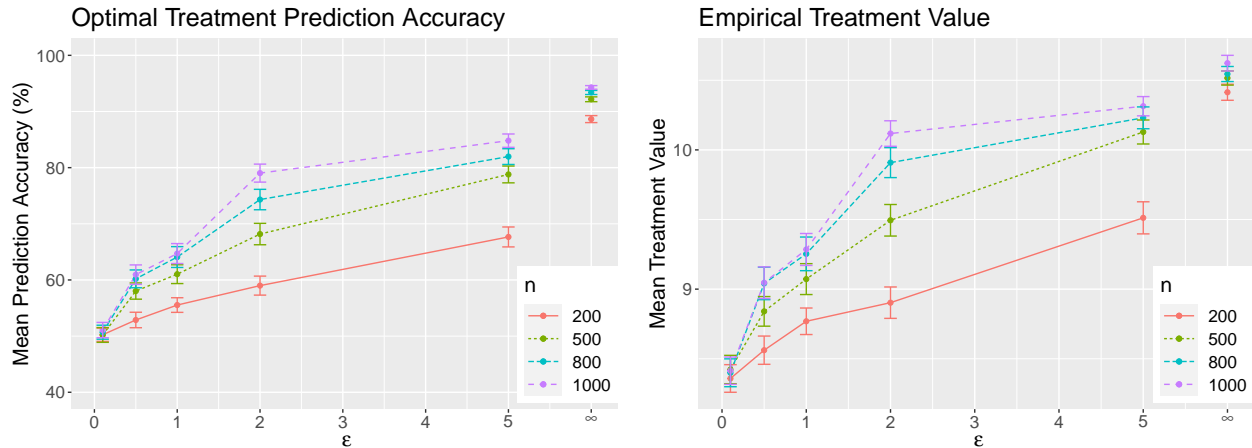 Optimal Treatment Prediction Accuracy
Mean Prediction Accuracy (%)
100
80
60
40
0 1 2 3 4 5 ∞
ε
n
200
500
800
1000
Empirical Treatment Value
Mean Treatment Value
10
9
0 1 2 3 4 5 ∞
ε
n
200
500
800
1000